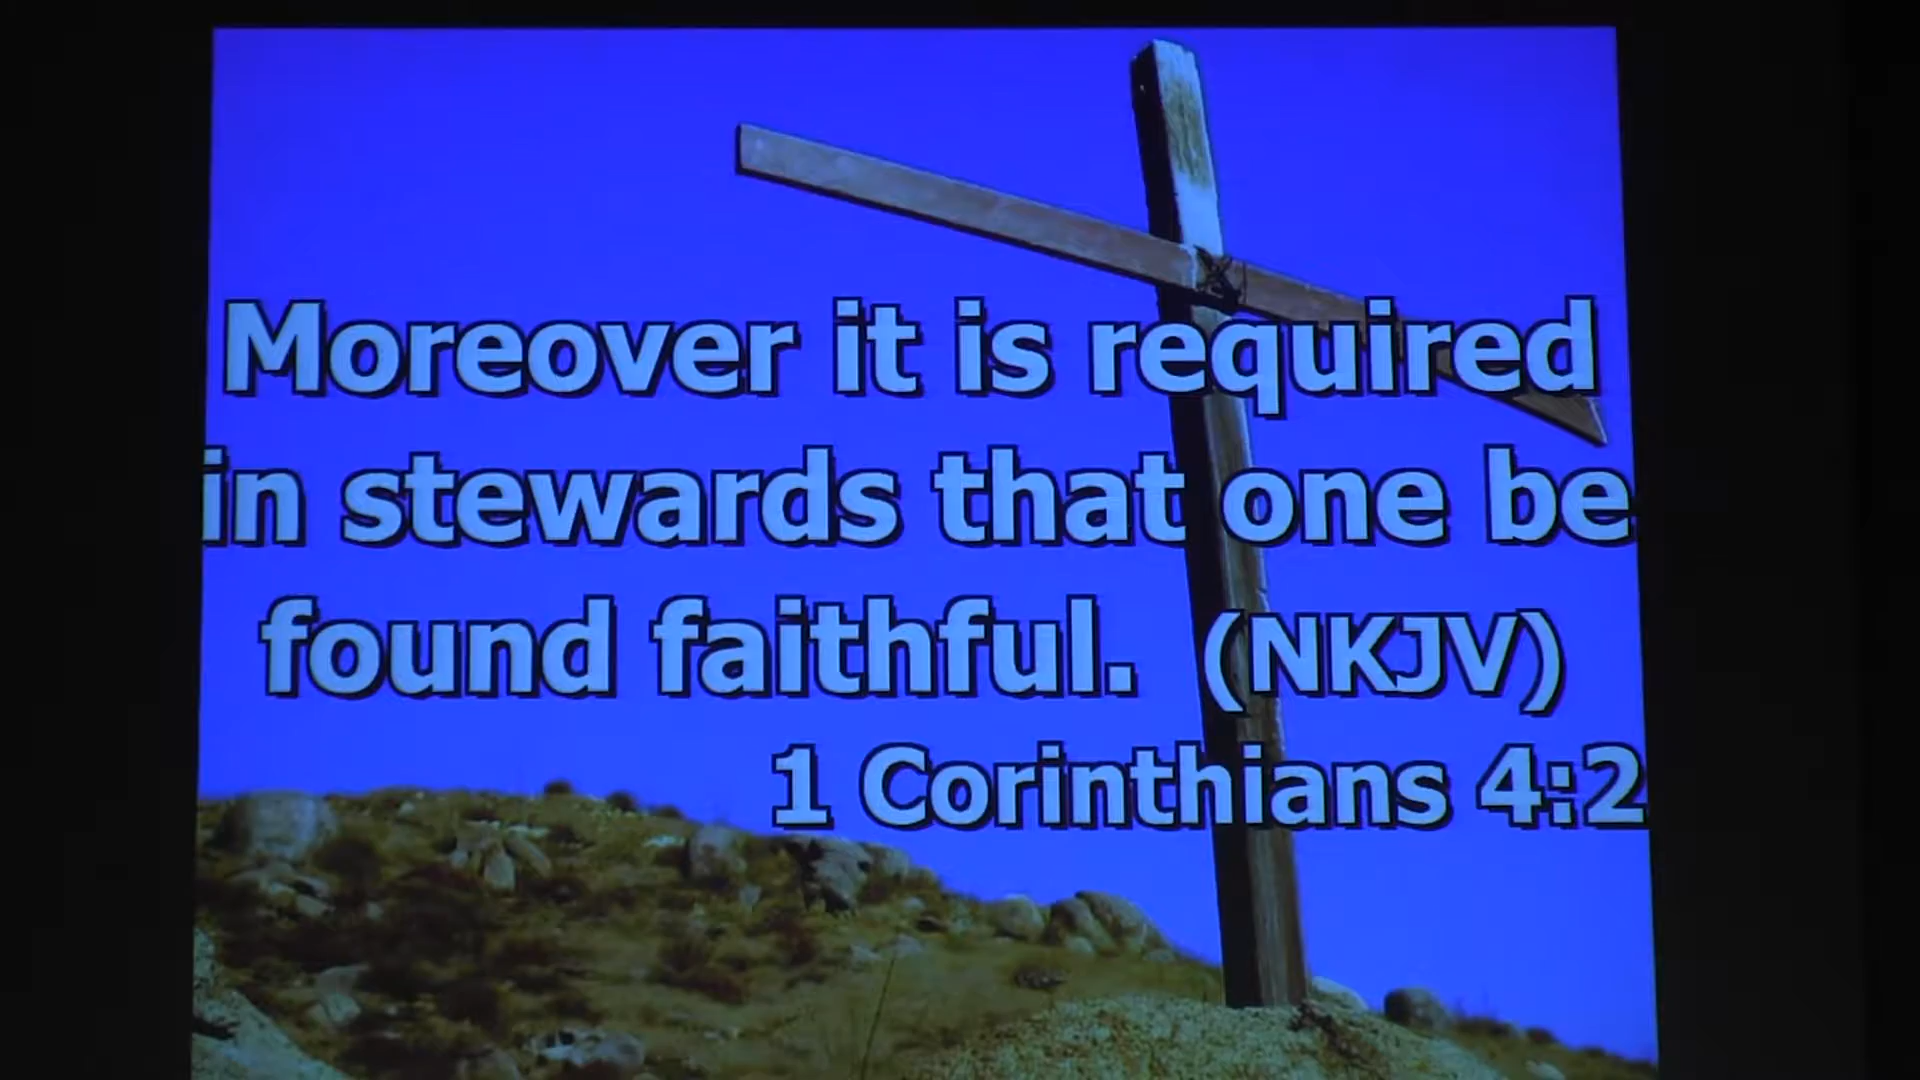 Moreover it is required
in stewards that one be
found faithful. (NKJV)
1 Corinthians 4:2